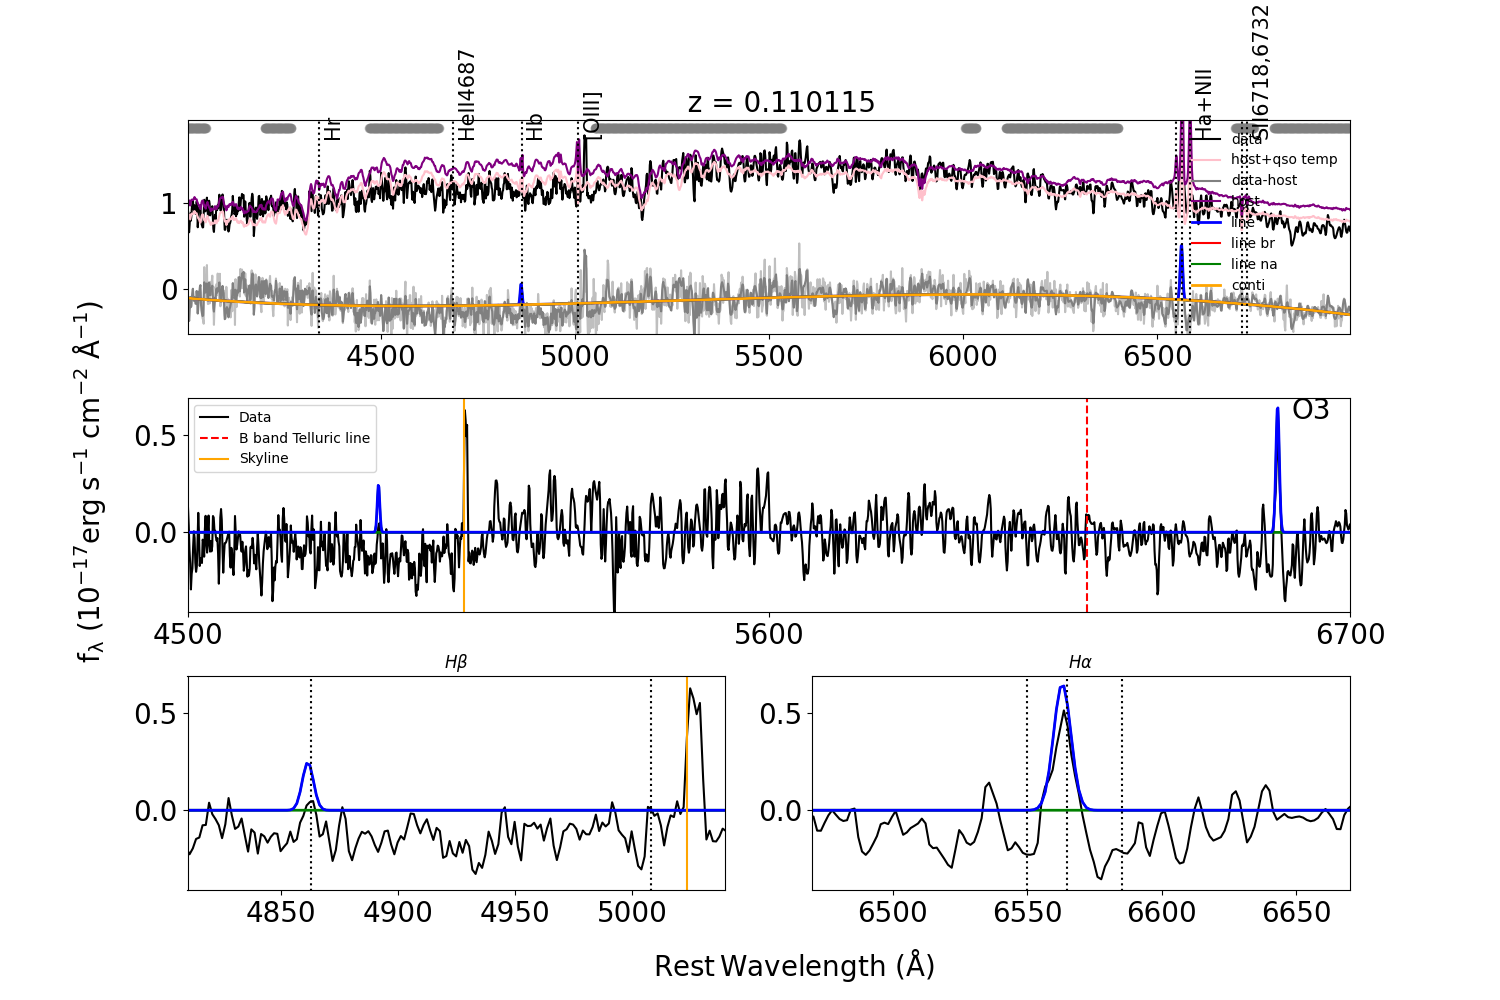 z = 0.110115
Hr
HeII4687
Hb
[OIII]
Ha+NII
SII6718,6732
data
host+qso temp
data-host
host
line
line br
line na
conti
1
0
4500
5000
5500
6000
6500
fλ (10⁻¹⁷erg s⁻¹ cm⁻² Å⁻¹)
Data
B band Telluric line
Skyline
O3
0.5
0.0
4500
5600
6700
Hβ
0.5
0.0
4850
4900
4950
5000
Hα
0.5
0.0
6500
6550
6600
6650
Rest Wavelength (Å)